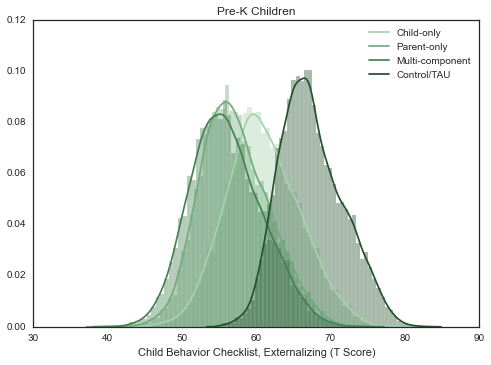 Pre-K Children
Child-only
Parent-only
Multi-component
Control/TAU
0.12
0.10
0.08
0.06
0.04
0.02
0.00
30 40 50 60 70 80 90
Child Behavior Checklist, Externalizing (T Score)